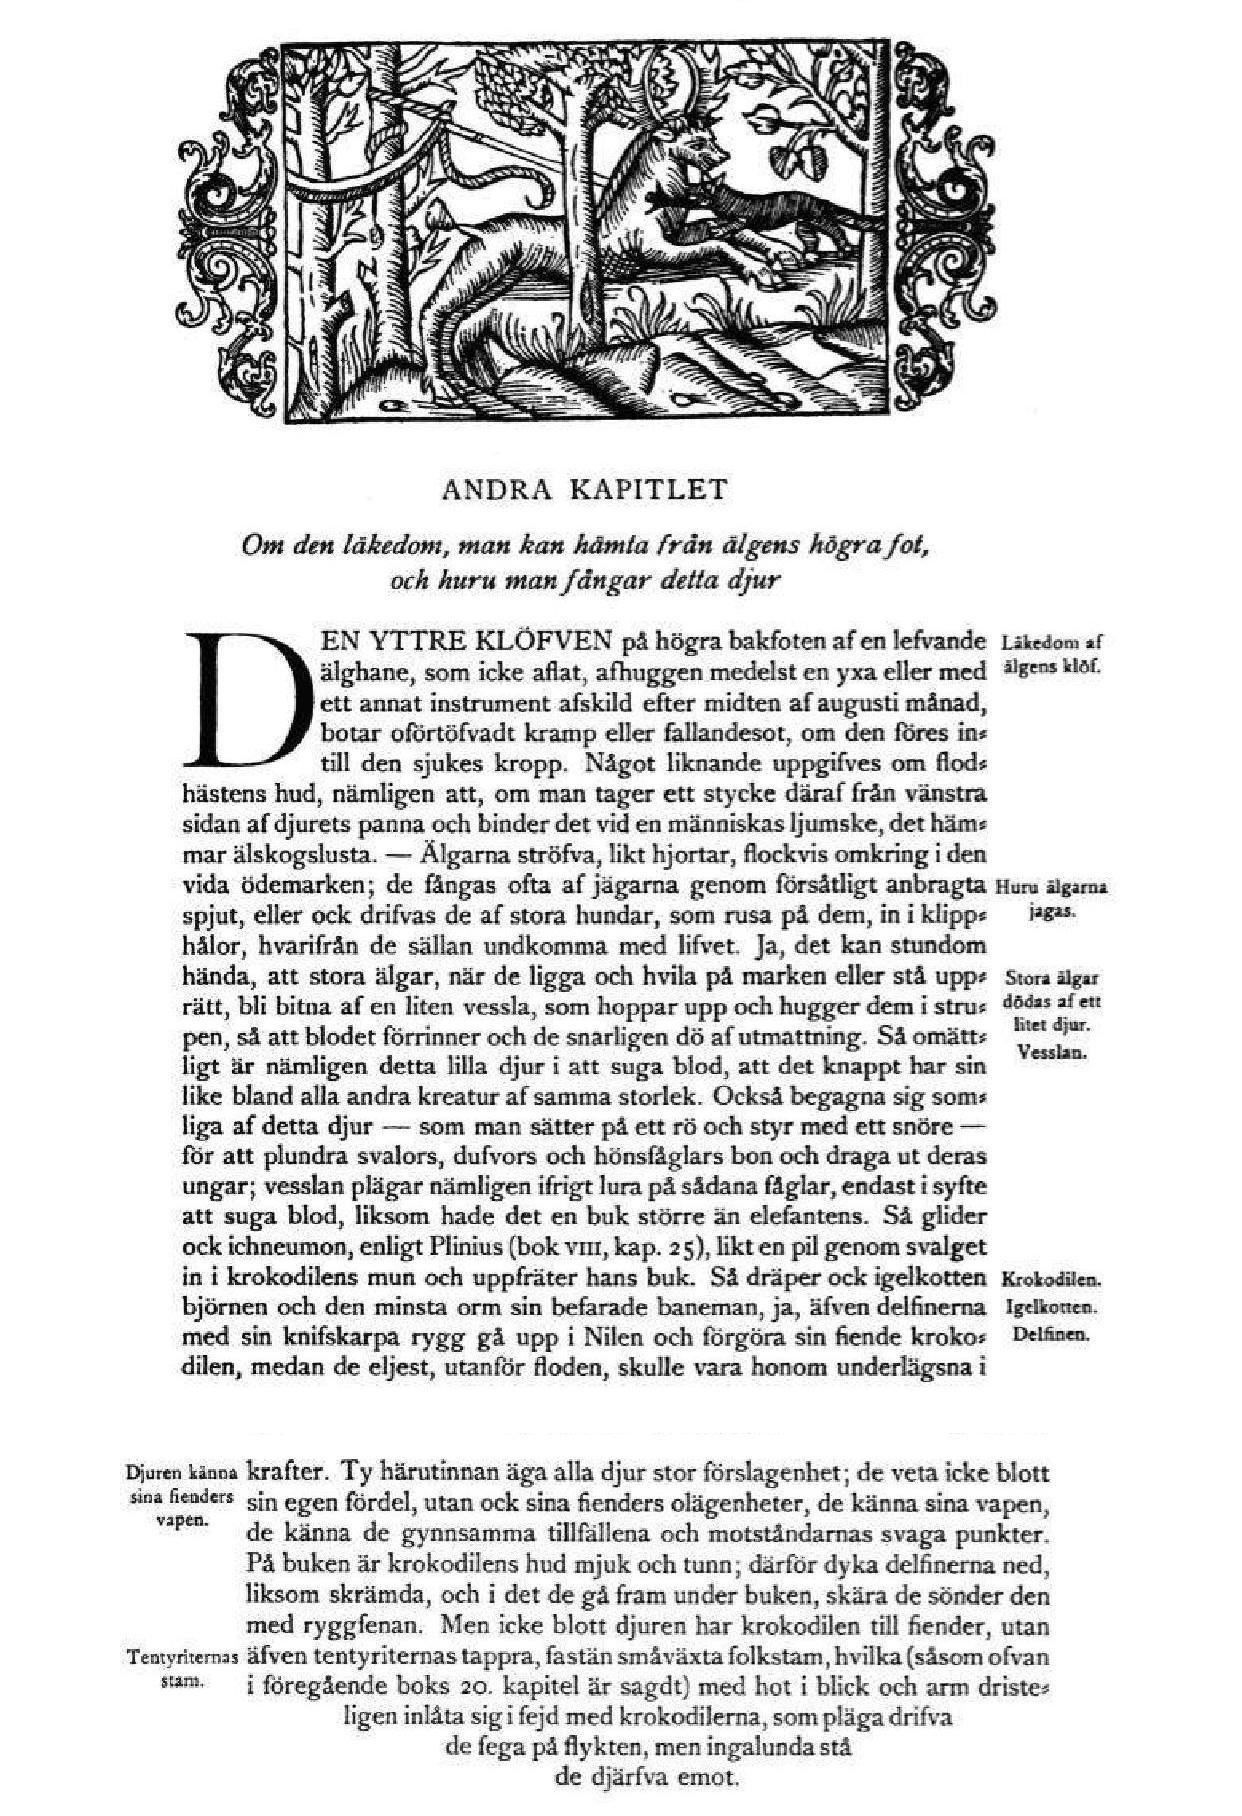 ANDRA KAPITLET
Om den läkedom, man kan hämta från älgens högra fot,
och huru man fångar detta djur
DEN YTTRE KLÖFVEN på högra bakfoten af en lefvande
älghane, som icke aflat, afhuggen medelst en yxa eller med
ett annat instrument afskild efter midten af augusti månad,
botar oförtöfvadt kramp eller fallandesot, om den föres in⸗
till den sjukes kropp. Något liknande uppgifves om flod⸗
hästens hud, nämligen att, om man tager ett stycke däraf från vänstra
sidan af djurets panna och binder det vid en människas ljumske, det häm⸗
mar älskogslusta. — Älgarna ströfva, likt hjortar, flockvis omkring i den
vida ödemarken; de fångas ofta af jägarna genom försåtligt anbragta
spjut, eller ock drifvas de af stora hundar, som rusa på dem, in i klipp⸗
hålor, hvarifrån de sällan undkomma med lifvet. Ja, det kan stundom
hända, att stora älgar, när de ligga och hvila på marken eller stå upp⸗
rätt, bli bitna af en liten vessla, som hoppar upp och hugger dem i stru⸗
pen, så att blodet förrinner och de snarligen dö af utmattning. Så omätt⸗
ligt är nämligen detta lilla djur i att suga blod, att det knappt har sin
like bland alla andra kreatur af samma storlek. Också begagna sig som⸗
liga af detta djur — som man sätter på ett rö och styr med ett snöre —
för att plundra svalors, dufvors och hönsfåglars bon och draga ut deras
ungar; vesslan plägar nämligen ifrigt lura på sådana fåglar, endast i syfte
att suga blod, liksom hade det en buk större än elefantens. Så glider
ock ichneumon, enligt Plinius (bok VIII, kap. 25), likt en pil genom svalget
in i krokodilens mun och uppfräter hans buk. Så dräper ock igelkotten
björnen och den minsta orm sin befarade baneman, ja, äfven delfinerna
med sin knifskarpa rygg gå upp i Nilen och förgöra sin fiende kroko⸗
dilen, medan de eljest, utanför floden, skulle vara honom underlägsna i
Läkedom af
älgens klöf.
Huru älgarna
jagas.
Stora älgar
dödas af ett
litet djur.
Vesslan.
Krokodilen.
Igelkotten.
Delfinen.
Djuren känna
sina fienders
vapen.
krafter. Ty härutinnan äga alla djur stor förslagenhet; de veta icke blott
sin egen fördel, utan ock sina fienders olägenheter, de känna sina vapen,
de känna de gynnsamma tillfällena och motståndarnas svaga punkter.
På buken är krokodilens hud mjuk och tunn; därför dyka delfinerna ned,
liksom skrämda, och i det de gå fram under buken, skära de sönder den
med ryggfenan. Men icke blott djuren har krokodilen till fiender, utan
Tentyriternas
stam.
äfven tentyriternas tappra, fastän småväxta folkstam, hvilka (såsom ofvan
i föregående boks 20. kapitel är sagdt) med hot i blick och arm driste⸗
ligen inlåta sig i fejd med krokodilerna, som pläga drifva
de fega på flykten, men ingalunda stå
de djärfva emot.